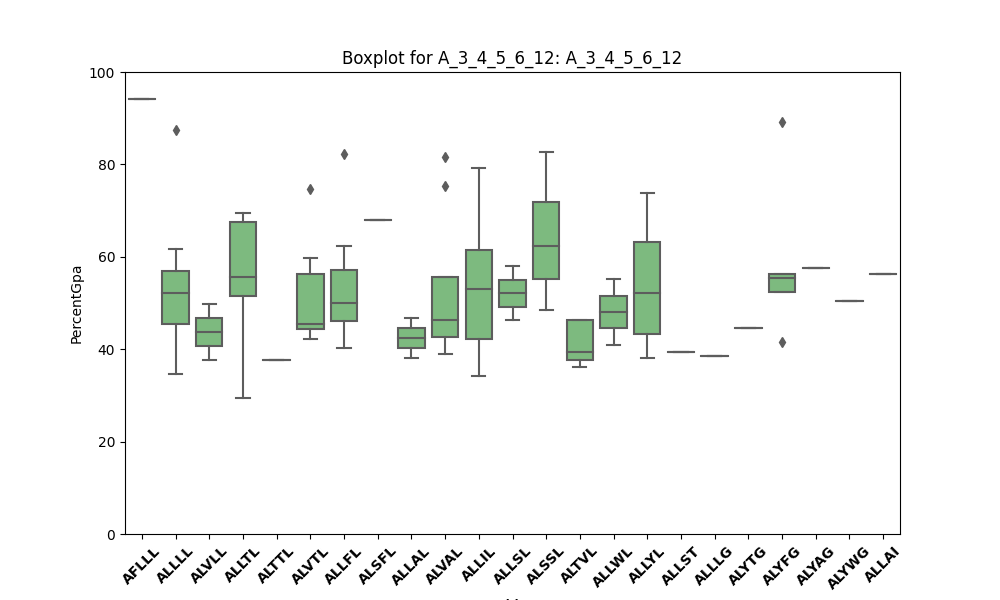 Boxplot for A_3_4_5_6_12: A_3_4_5_6_12
100
80
60
40
20
0
PercentGpa
AFLLL
ALLLL
ALVLL
ALLTL
ALTTL
ALVTL
ALLFL
ALSFL
ALLAL
ALVAL
ALLIL
ALLSL
ALSSL
ALTVL
ALLWL
ALLYL
ALLST
ALLLG
ALYTG
ALYFG
ALYAG
ALYWG
ALLAI